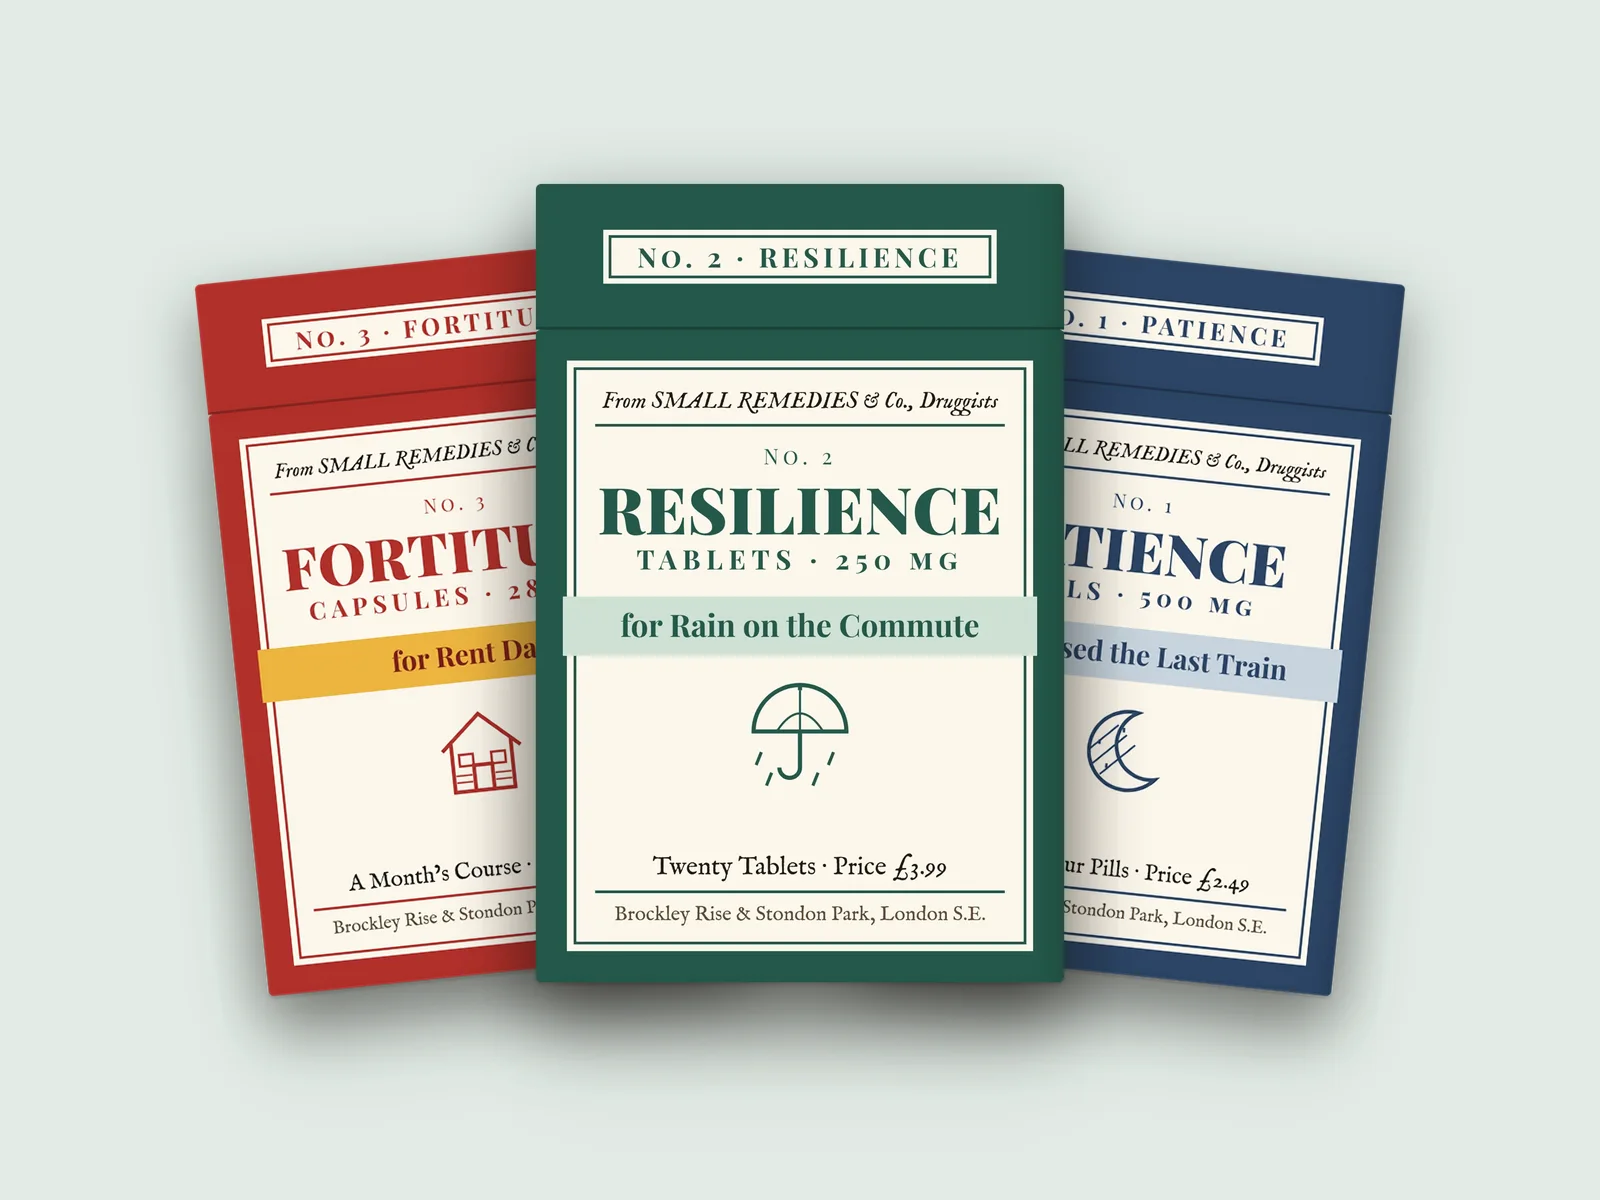 No. 3 · FORTITU
From SMALL REMEDIES & C
No. 3
FORTITU
CAPSULES · 28
for Rent Da
A Month's Course ·
Brockley Rise & Stondon P
No. 2 · RESILIENCE
From SMALL REMEDIES & Co., Druggists
No. 2
RESILIENCE
TABLETS · 250 MG
for Rain on the Commute
Twenty Tablets · Price £3.99
Brockley Rise & Stondon Park, London S.E.
o. 1 · PATIENCE
LL REMEDIES & Co., Druggists
No. 1
TIENCE
LS · 500 MG
sed the Last Train
ur Pills · Price £2.49
Stondon Park, London S.E.